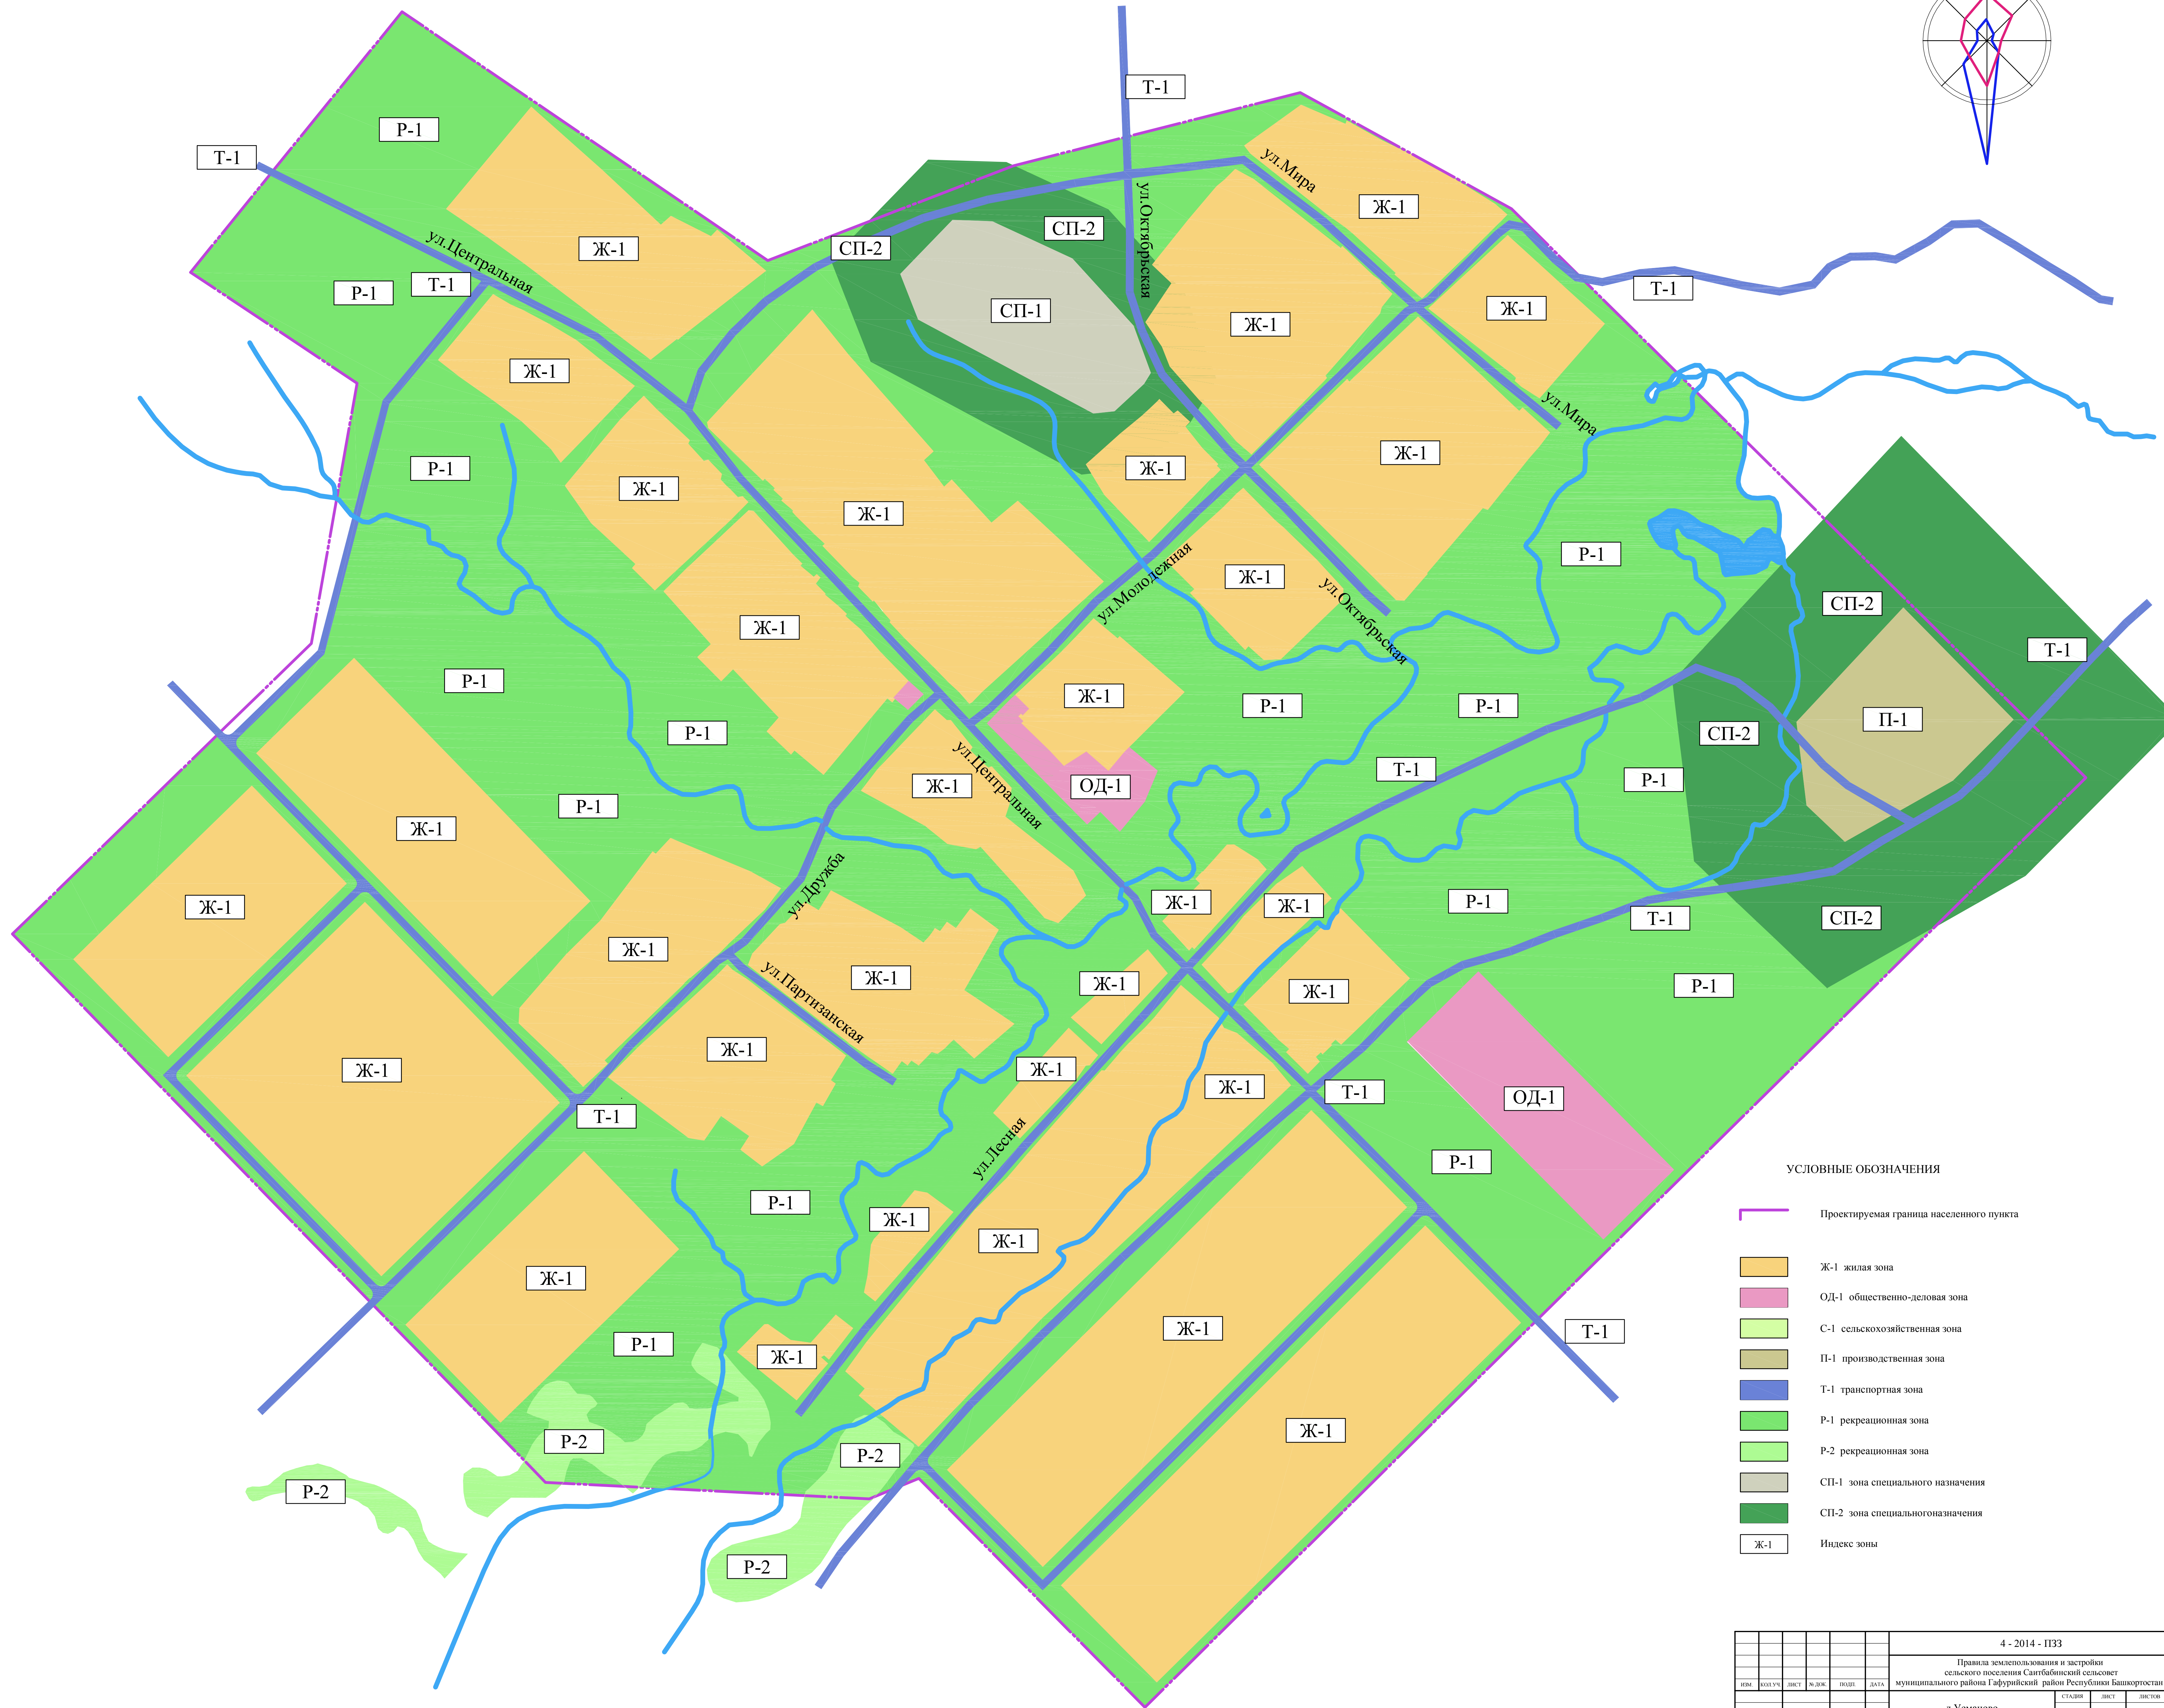 Т-1
Р-1
Т-1
ул.Мира
Ж-1
ул.Октябрьская
СП-2
СП-2
ул.Центральная
Ж-1
Р-1
Т-1
Т-1
СП-1
Ж-1
Ж-1
Ж-1
ул.Мира
Ж-1
Р-1
Ж-1
Ж-1
Ж-1
Ж-1
Р-1
ул.Молодежная
Ж-1
ул.Октябрьская
СП-2
Ж-1
Т-1
Р-1
Ж-1
Р-1
Р-1
Р-1
СП-2
П-1
Т-1
ул.Центральная
Ж-1
ОД-1
Р-1
Р-1
Ж-1
ул.Дружба
Ж-1
Ж-1
Ж-1
Р-1
Т-1
СП-2
Ж-1
ул.Партизанская
Ж-1
Ж-1
Ж-1
Р-1
Ж-1
Ж-1
Ж-1
Ж-1
Т-1
ОД-1
Т-1
ул.Лесная
Р-1
Р-1
Ж-1
Ж-1
Ж-1
Ж-1
Т-1
Р-1
Ж-1
Р-2
Р-2
Ж-1
Р-2
Р-2
УСЛОВНЫЕ ОБОЗНАЧЕНИЯ
Проектируемая граница населенного пункта
Ж-1 жилая зона
ОД-1 общественно-деловая зона
С-1 сельскохозяйственная зона
П-1 производственная зона
Т-1 транспортная зона
Р-1 рекреационная зона
Р-2 рекреационная зона
СП-1 зона специального назначения
СП-2 зона специальногоназначения
Ж-1 Индекс зоны
4 - 2014 - ПЗЗ
Правила землепользования и застройки
сельского поселения Саитбабинский сельсовет
муниципального района Гафурийский район Республики Башкортостан
ИЗМ. КОЛ.УЧ ЛИСТ № ДОК. ПОДП. ДАТА
СТАДИЯ ЛИСТ ЛИСТОВ